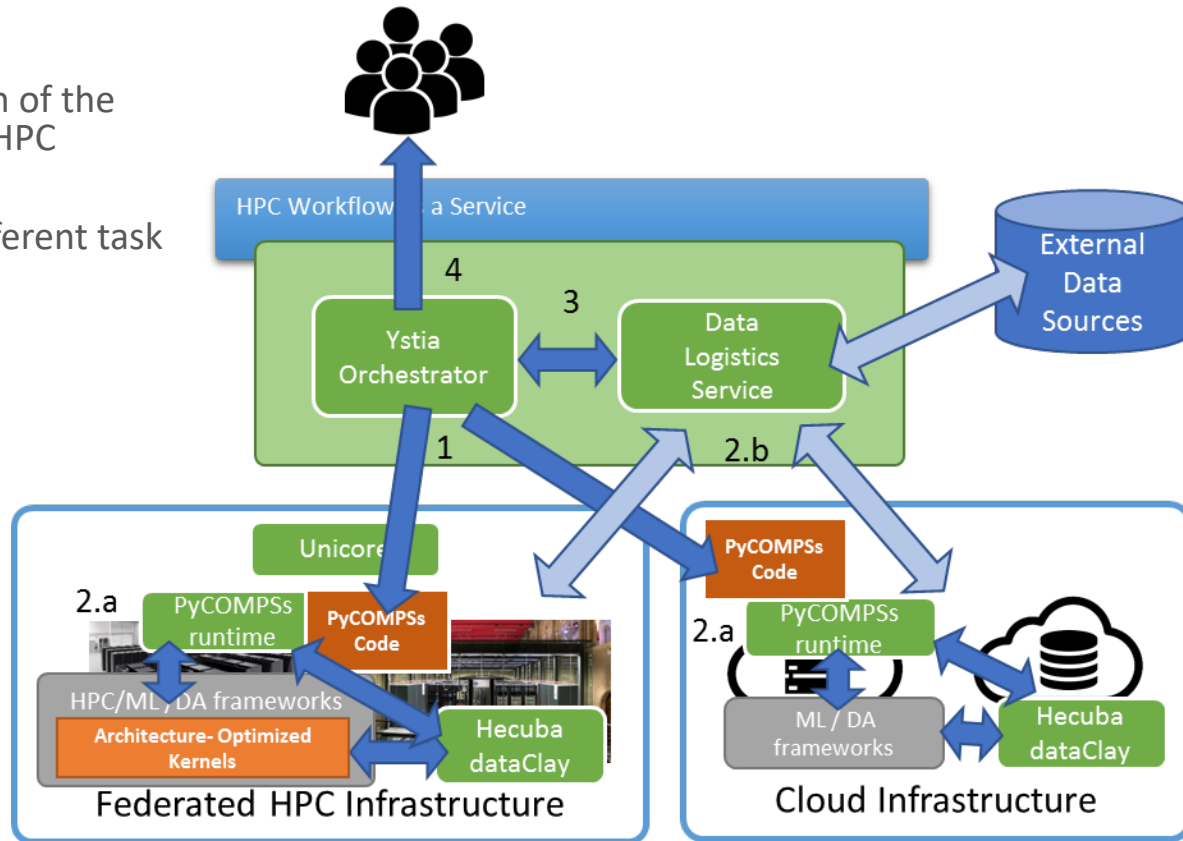 n of the
HPC
ferent task
HPC Workflow s a Service
4
3
Ystia
Orchestrator
Data
Logistics
Service
External
Data
Sources
1
2.b
Unicore
2.a
PyCOMPSs
runtime
PyCOMPSs
Code
HPC/ML / DA frameworks
Architecture- Optimized
Kernels
Hecuba
dataClay
Federated HPC Infrastructure
PyCOMPSs
Code
2.a
PyCOMPSs
runtime
ML / DA
frameworks
Hecuba
dataClay
Cloud Infrastructure